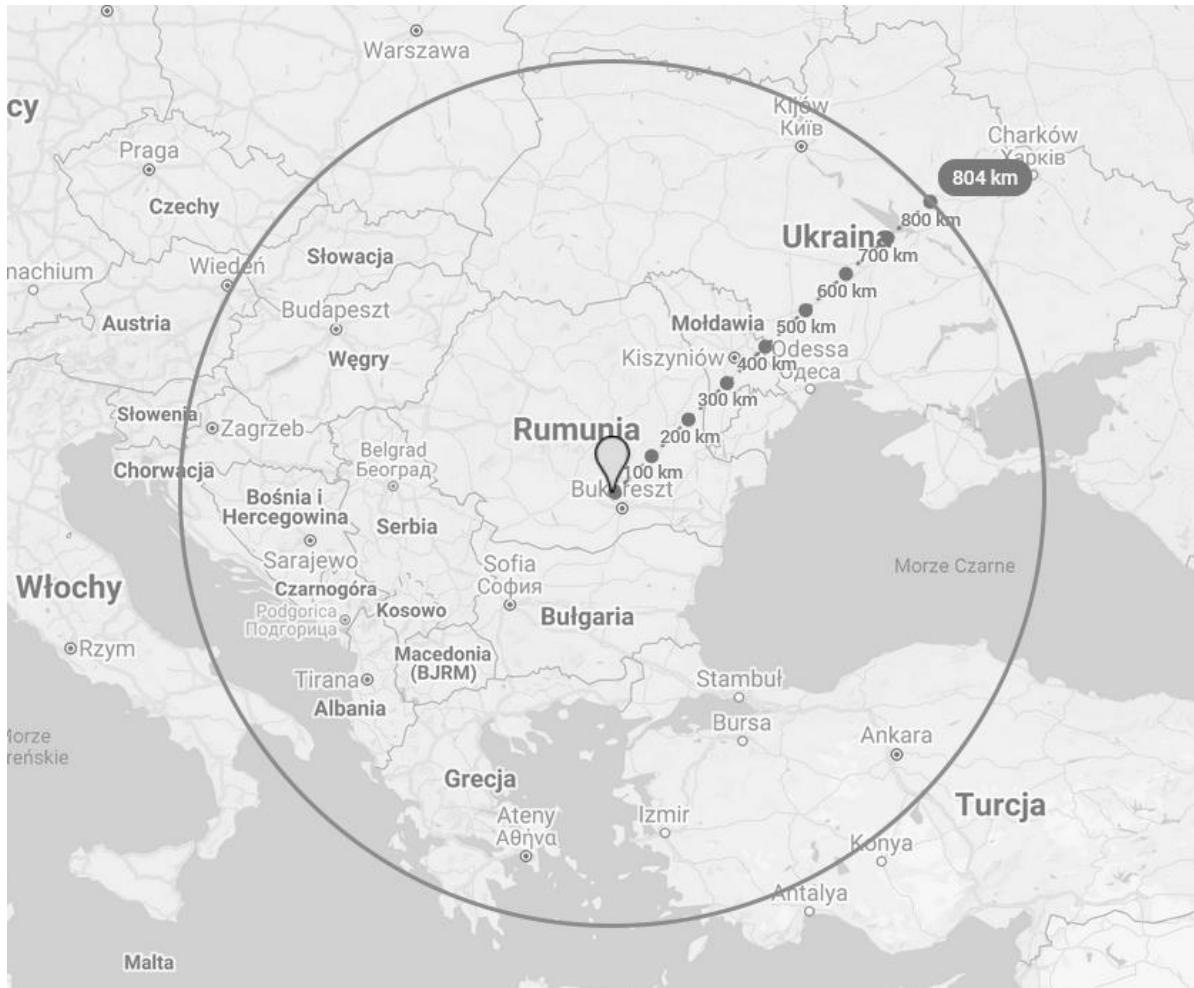 Warszawa
cy
Kijów
Київ
Charków
Харків
Praga
804 km
Czechy
800 km
Ukraina
700 km
Słowacja
nachium
Wiedeń
600 km
Budapeszt
500 km
Austria
Mołdawia
Węgry
Kiszyniów
Odessa
400 km
Одеса
300 km
Słowenia
Zagrzeb
Rumunia
200 km
Belgrad
Београд
Chorwacja
100 km
Bukareszt
Bośnia i
Hercegowina
Serbia
Sarajewo
Sofia
София
Morze Czarne
Włochy
Czarnogóra
Podgorica
Подгорица
Kosowo
Bułgaria
Rzym
Macedonia
(BJRM)
Tirana
Stambuł
Albania
Bursa
Ankara
Morze
reńskie
Grecja
Turcja
Ateny
Αθήνα
Izmir
Konya
Antalya
Malta